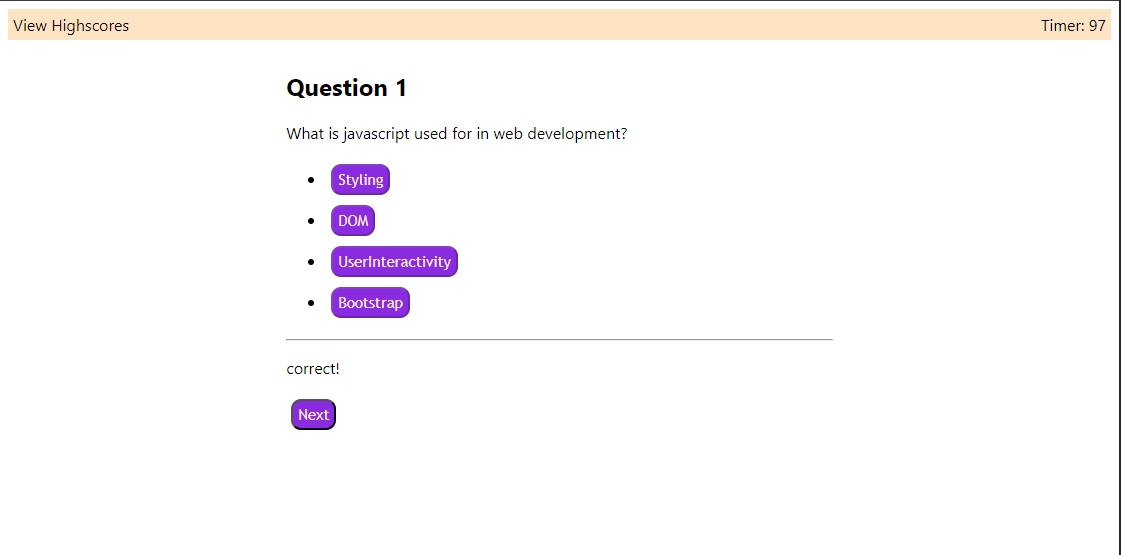 View Highscores Timer: 97
Question 1
What is javascript used for in web development?
Styling
DOM
UserInteractivity
Bootstrap
correct!
Next